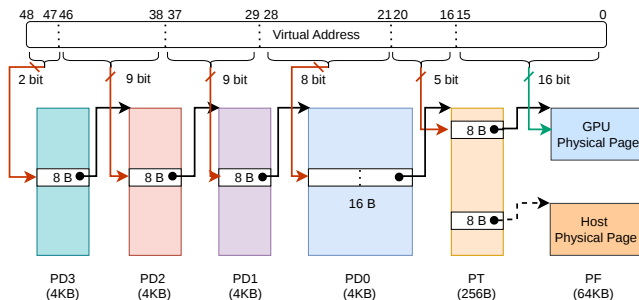 48 47 46 38 37 29 28 21 20 16 15 0
Virtual Address
2 bit 9 bit 9 bit 8 bit 5 bit 16 bit
8 B
8 B
8 B
16 B
8 B
8 B
GPU
Physical Page
Host
Physical Page
PD3
(4KB)
PD2
(4KB)
PD1
(4KB)
PD0
(4KB)
PT
(256B)
PF
(64KB)